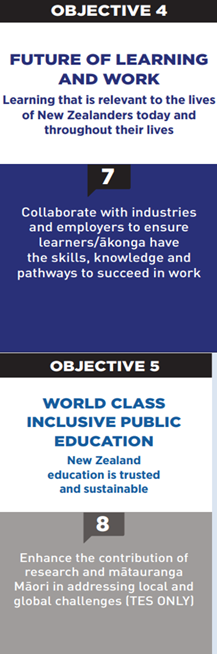 OBJECTIVE 4
FUTURE OF LEARNING
AND WORK
Learning that is relevant to the lives
of New Zealanders today and
throughout their lives
7
Collaborate with industries
and employers to ensure
learners/ākonga have
the skills, knowledge and
pathways to succeed in work
OBJECTIVE 5
WORLD CLASS
INCLUSIVE PUBLIC
EDUCATION
New Zealand
education is trusted
and sustainable
8
Enhance the contribution of
research and mātauranga
Māori in addressing local and
global challenges (TES ONLY)